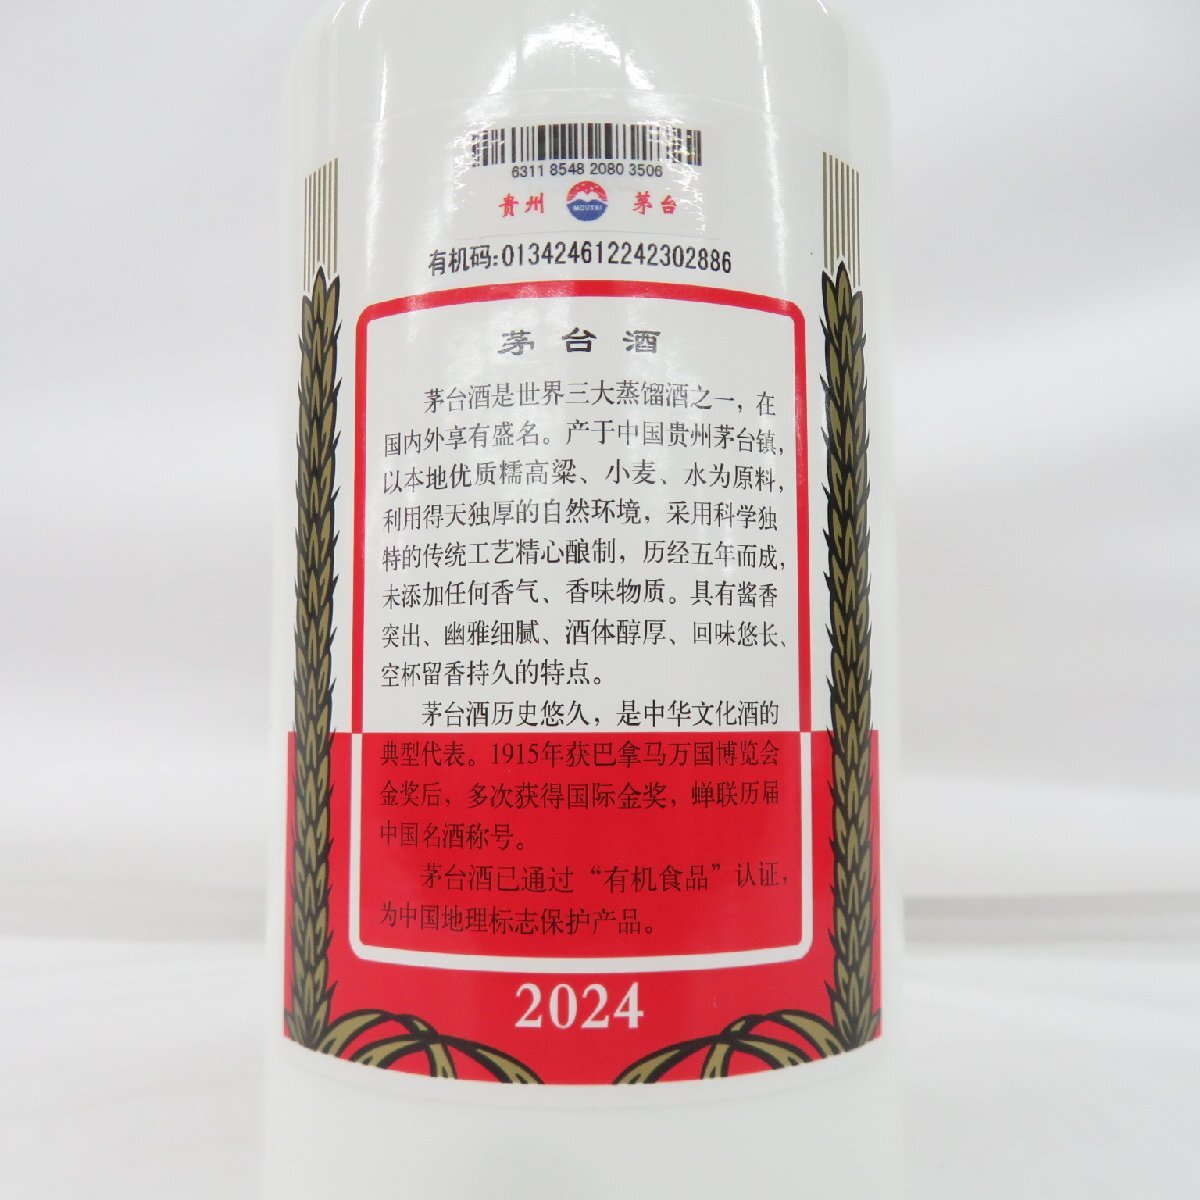 6311 8548 2080 3506
贵州 MOUTAI 茅台
有机码:013424612242302886
茅台酒
茅台酒是世界三大蒸馏酒之一，在
国内外享有盛名。产于中国贵州茅台镇，
以本地优质糯高粱、小麦、水为原料，
利用得天独厚的自然环境，采用科学独
特的传统工艺精心酿制，历经五年而成，
未添加任何香气、香味物质。具有酱香
突出、幽雅细腻、酒体醇厚、回味悠长、
空杯留香持久的特点。
茅台酒历史悠久，是中华文化酒的
典型代表。1915年获巴拿马万国博览会
金奖后，多次获得国际金奖，蝉联历届
中国名酒称号。
茅台酒已通过“有机食品”认证，
为中国地理标志保护产品。
2024